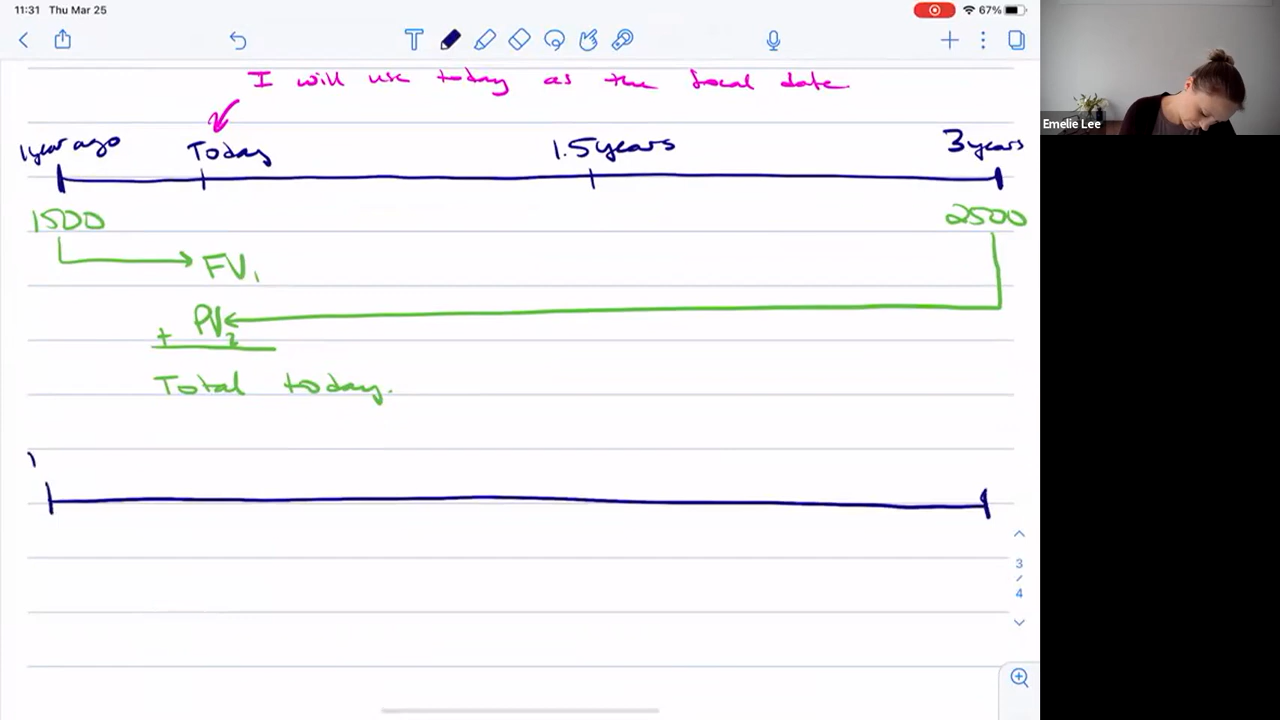 11:31 Thu Mar 25
67%
I will use today as the focal date.
1 year ago Today 1.5 years 3 years
1500 2500
FV1
+ PV2
Total today.
3
/
4
Emelie Lee